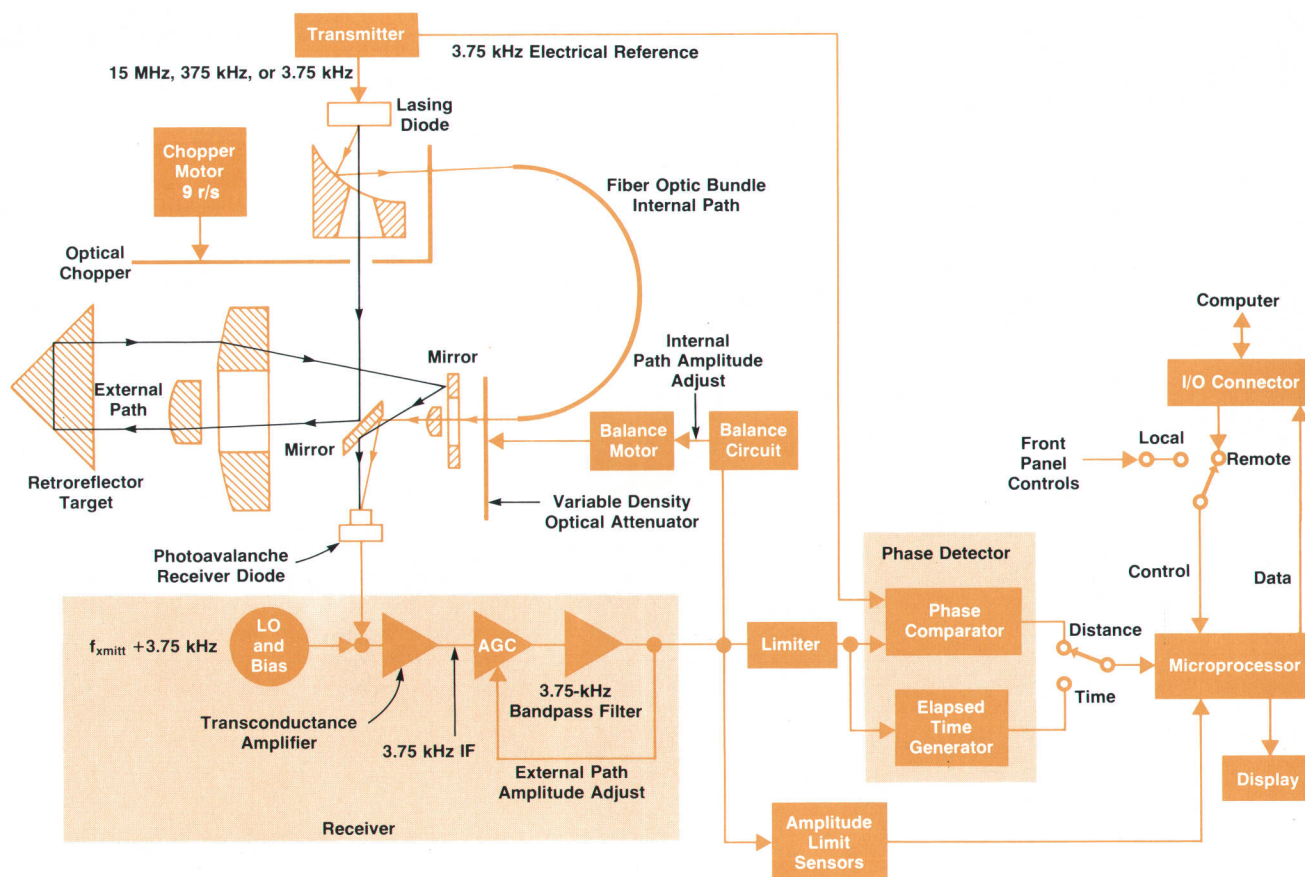 Transmitter
3.75 kHz Electrical Reference
15 MHz, 375 kHz, or 3.75 kHz
Lasing
Diode
Chopper
Motor
9 r/s
Fiber Optic Bundle
Internal Path
Optical
Chopper
Computer
Internal
Path Amplitude
Adjust
Mirror
I/O Connector
External
Path
Balance
Motor
Balance
Circuit
Local
Front
Panel
Controls
Remote
Mirror
Retroreflector
Target
Variable Density
Optical Attenuator
Photoavalanche
Receiver Diode
Phase Detector
Control
Data
f_xmitt +3.75 kHz
LO
and
Bias
AGC
Limiter
Phase
Comparator
Distance
Microprocessor
Time
3.75-kHz
Bandpass Filter
Transconductance
Amplifier
3.75 kHz IF
Elapsed
Time
Generator
External Path
Amplitude Adjust
Display
Receiver
Amplitude
Limit
Sensors